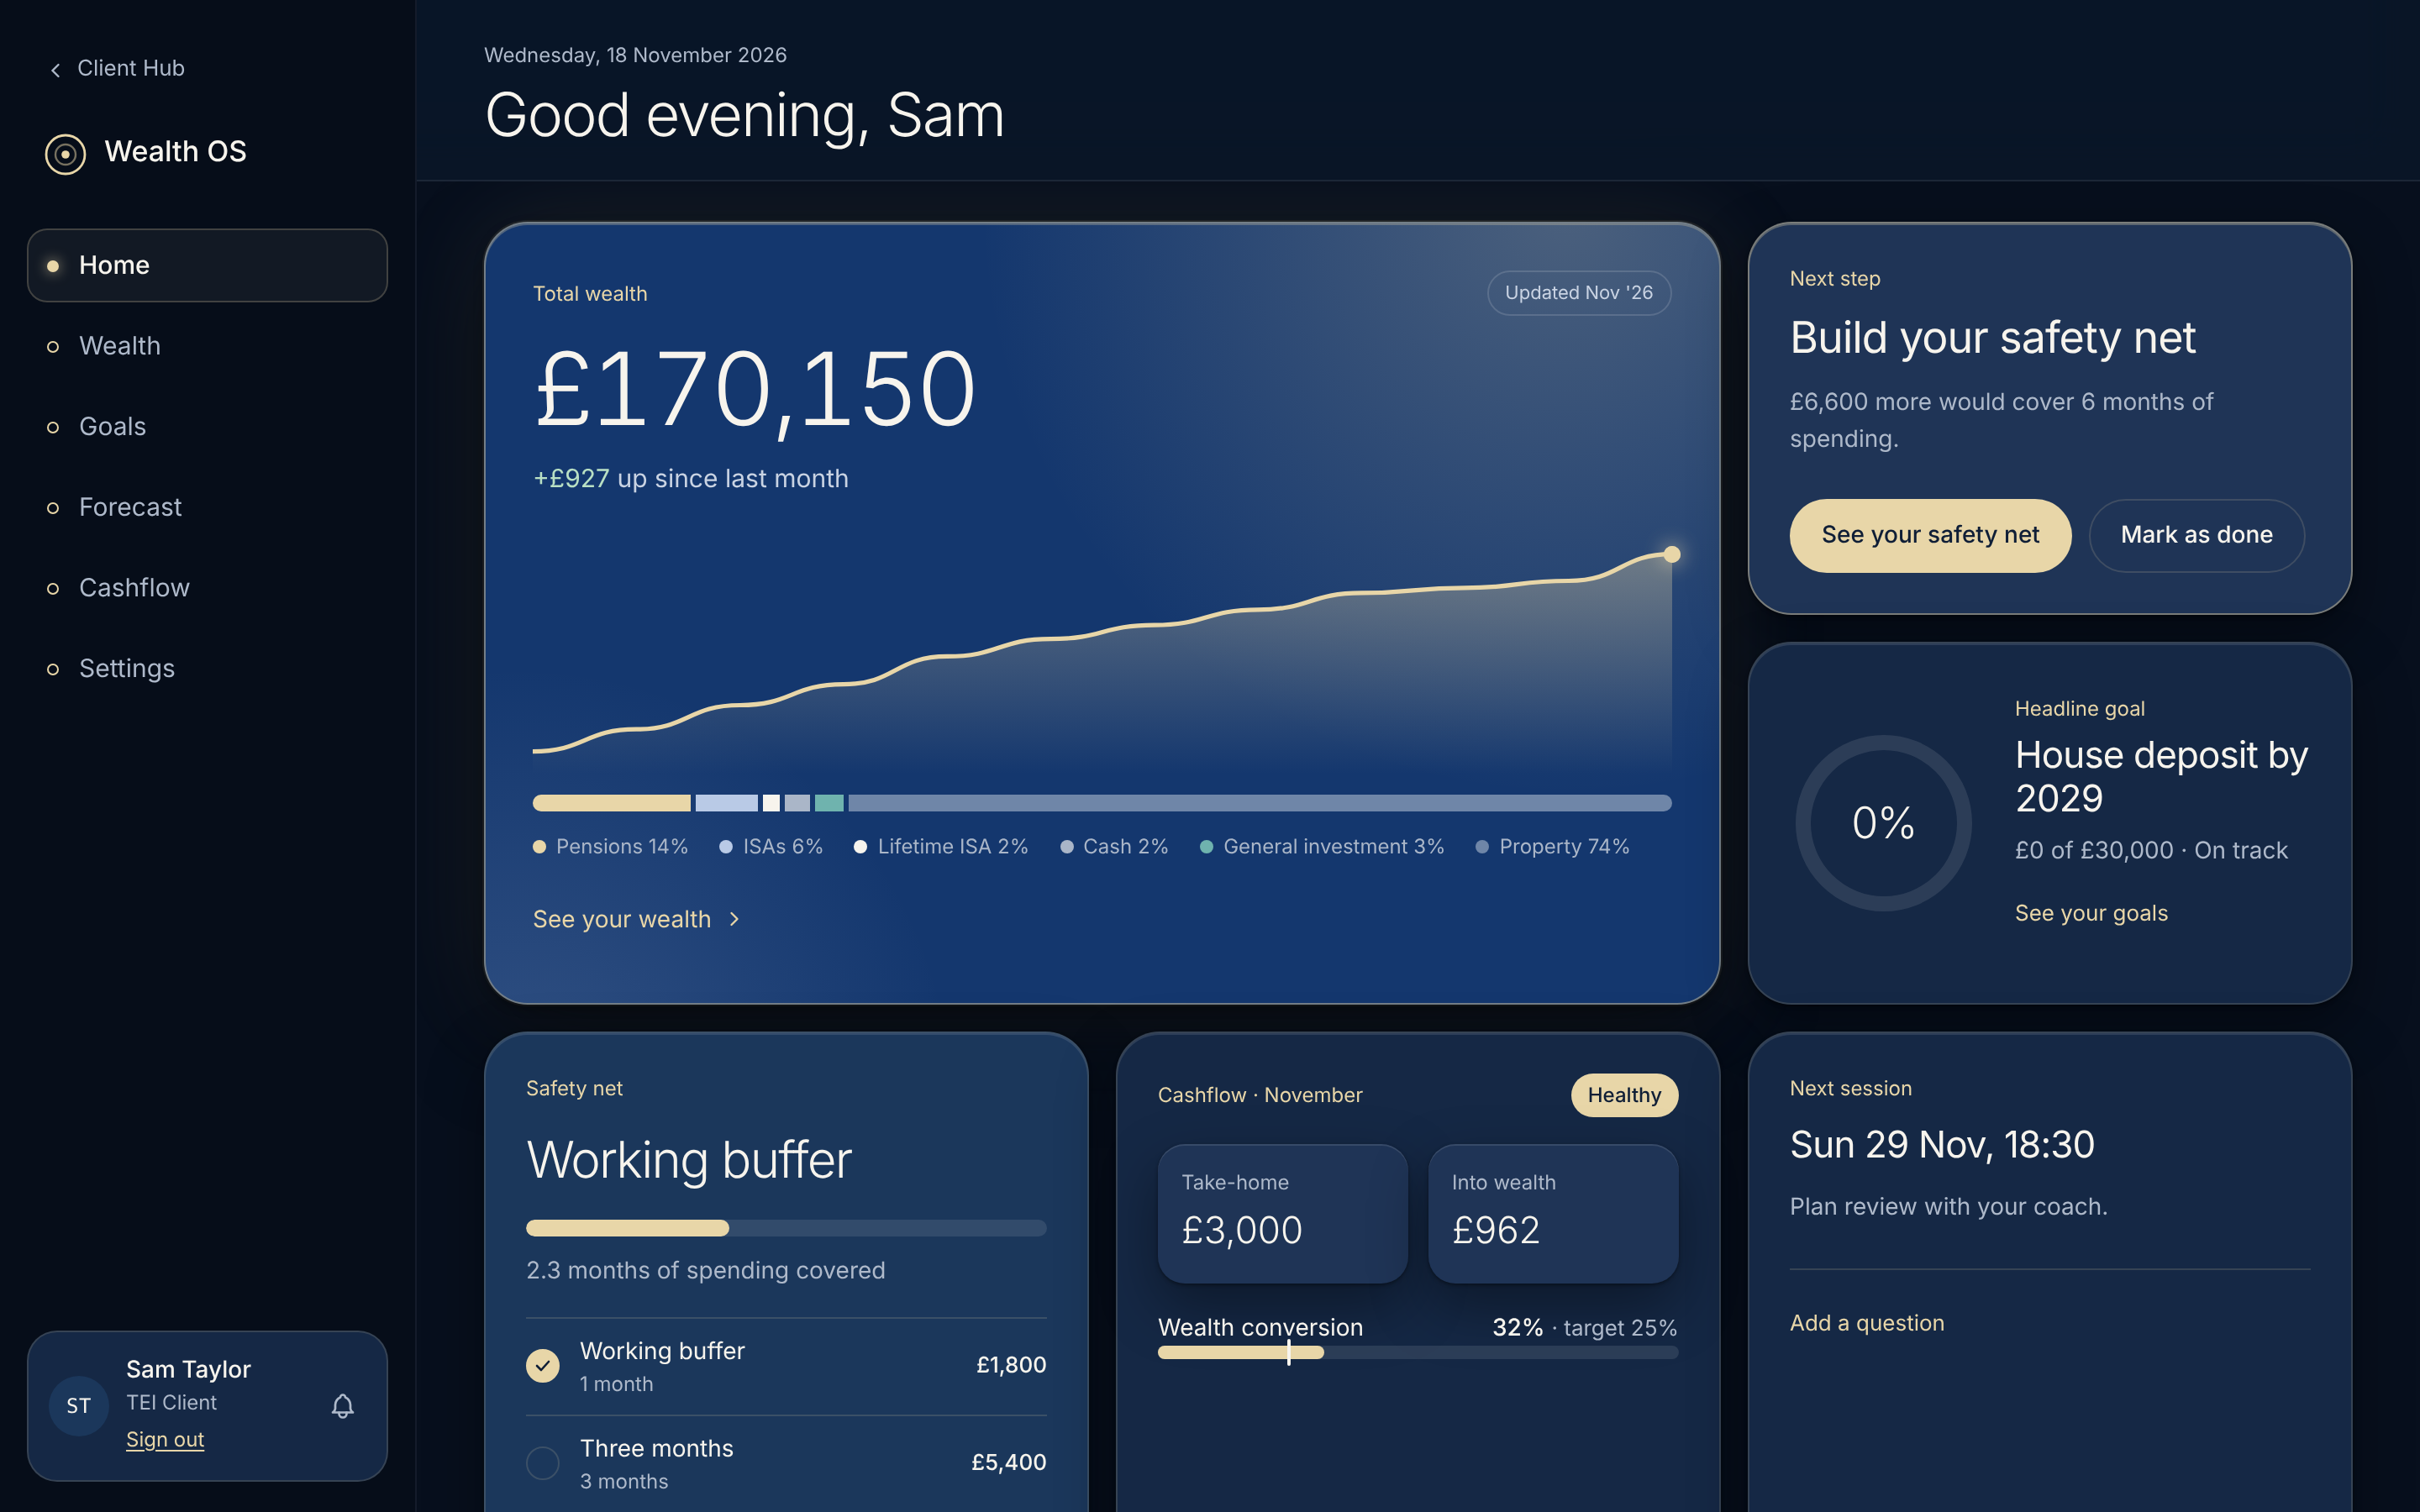 Client Hub
Wealth OS
Home
Wealth
Goals
Forecast
Cashflow
Settings
ST
Sam Taylor
TEI Client
Sign out
Wednesday, 18 November 2026
Good evening, Sam
Total wealth
Updated Nov '26
£170,150
+£927 up since last month
Pensions 14% ISAs 6% Lifetime ISA 2% Cash 2% General investment 3% Property 74%
See your wealth
Next step
Build your safety net
£6,600 more would cover 6 months of
spending.
See your safety net
Mark as done
0%
Headline goal
House deposit by
2029
£0 of £30,000 · On track
See your goals
Safety net
Working buffer
2.3 months of spending covered
Working buffer
1 month
£1,800
Three months
3 months
£5,400
Cashflow · November
Healthy
Take-home
£3,000
Into wealth
£962
Wealth conversion
32% · target 25%
Next session
Sun 29 Nov, 18:30
Plan review with your coach.
Add a question